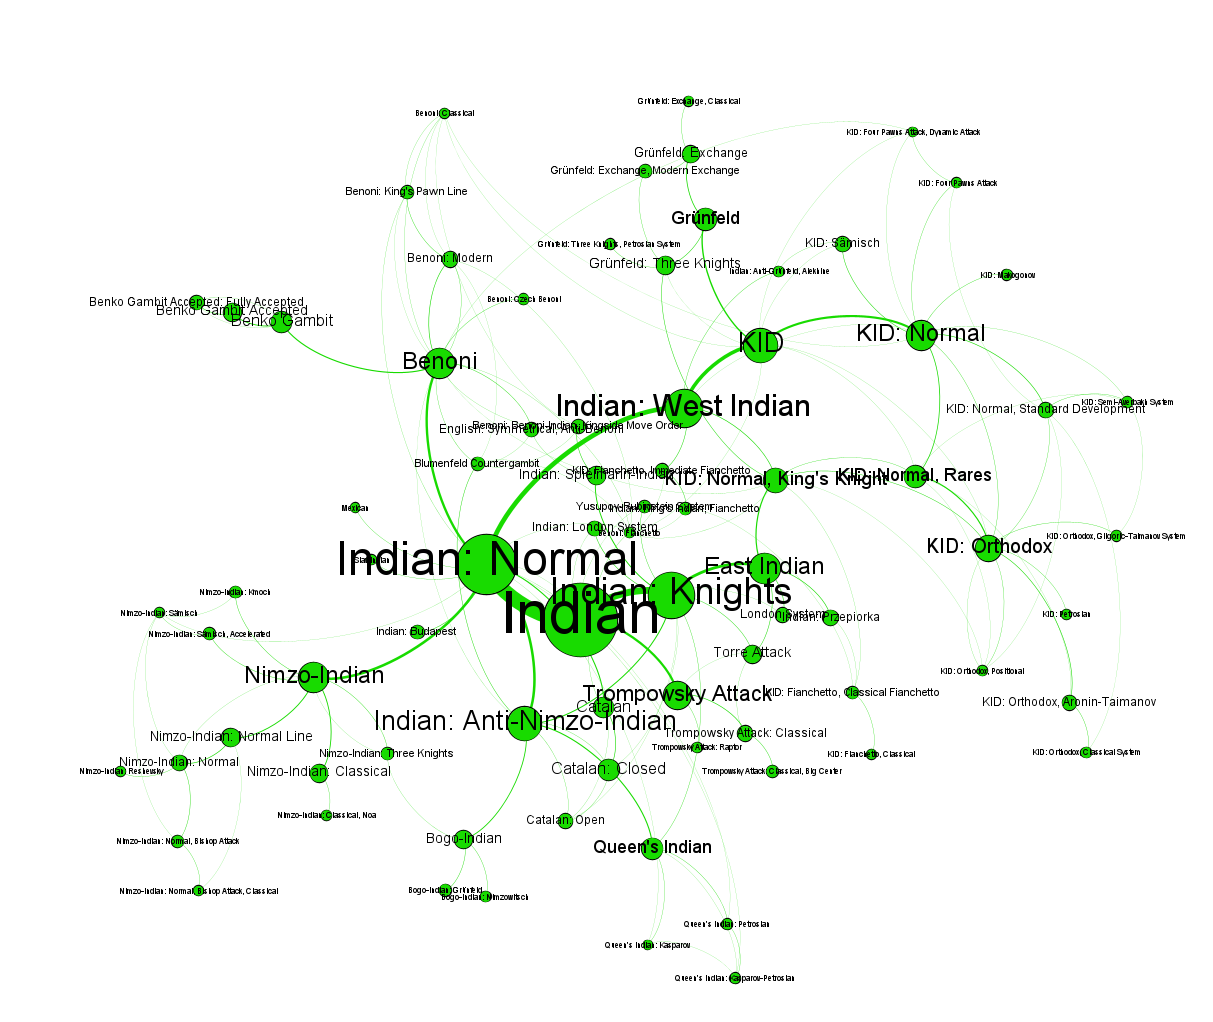 Grünfeld: Exchange, Classical
Benoni: Classical
KID: Four Pawns Attack, Dynamic Attack
Grünfeld: Exchange
Grünfeld: Exchange, Modern Exchange
KID: Four Pawns Attack
Benoni: King's Pawn Line
Grünfeld
Grünfeld: Three Knights, Petrosian System
KID: Sämisch
Benoni: Modern
Grünfeld: Three Knights
Indian: Anti-Grünfeld, Alekhine
KID: Makogonov
Benko Gambit Accepted: Fully Accepted
Benoni: Czech Benoni
Benko Gambit Accepted
Benko Gambit
KID: Normal
KID
Benoni
Indian: West Indian
KID: Semi-Averbakh System
KID: Normal, Standard Development
Benoni: Benoni-Indian, Kingside Move Order
English: Symmetrical, Anti-Benoni
Blumenfeld Countergambit
KID: Fianchetto, Immediate Fianchetto
Indian: Spielmann-Indian
KID: Normal, King's Knight
KID: Normal, Rares
Mexican
Yusupov-Rubinstein System
Indian: King's Indian, Fianchetto
Indian: London System
Benoni: Fianchetto
KID: Orthodox, Gligoric-Taimanov System
KID: Orthodox
Indian: Normal
East Indian
Indian: Knights
Nimzo-Indian: Kmoch
Indian
Nimzo-Indian: Sämisch
London System
Indian: Przepiorka
KID: Petrosian
Nimzo-Indian: Sämisch, Accelerated
Indian: Budapest
Torre Attack
KID: Orthodox, Positional
Nimzo-Indian
Trompowsky Attack
KID: Fianchetto, Classical Fianchetto
KID: Orthodox, Aronin-Taimanov
Catalan
Indian: Anti-Nimzo-Indian
Trompowsky Attack: Classical
Nimzo-Indian: Normal Line
Trompowsky Attack: Raptor
Nimzo-Indian: Three Knights
KID: Fianchetto, Classical
KID: Orthodox, Classical System
Nimzo-Indian: Normal
Nimzo-Indian: Reshevsky
Nimzo-Indian: Classical
Catalan: Closed
Trompowsky Attack: Classical, Big Center
Nimzo-Indian: Classical, Noa
Catalan: Open
Nimzo-Indian: Normal, Bishop Attack
Bogo-Indian
Queen's Indian
Nimzo-Indian: Normal, Bishop Attack, Classical
Bogo-Indian: Grünfeld
Bogo-Indian: Nimzowitsch
Queen's Indian: Petrosian
Queen's Indian: Kasparov
Queen's Indian: Kasparov-Petrosian